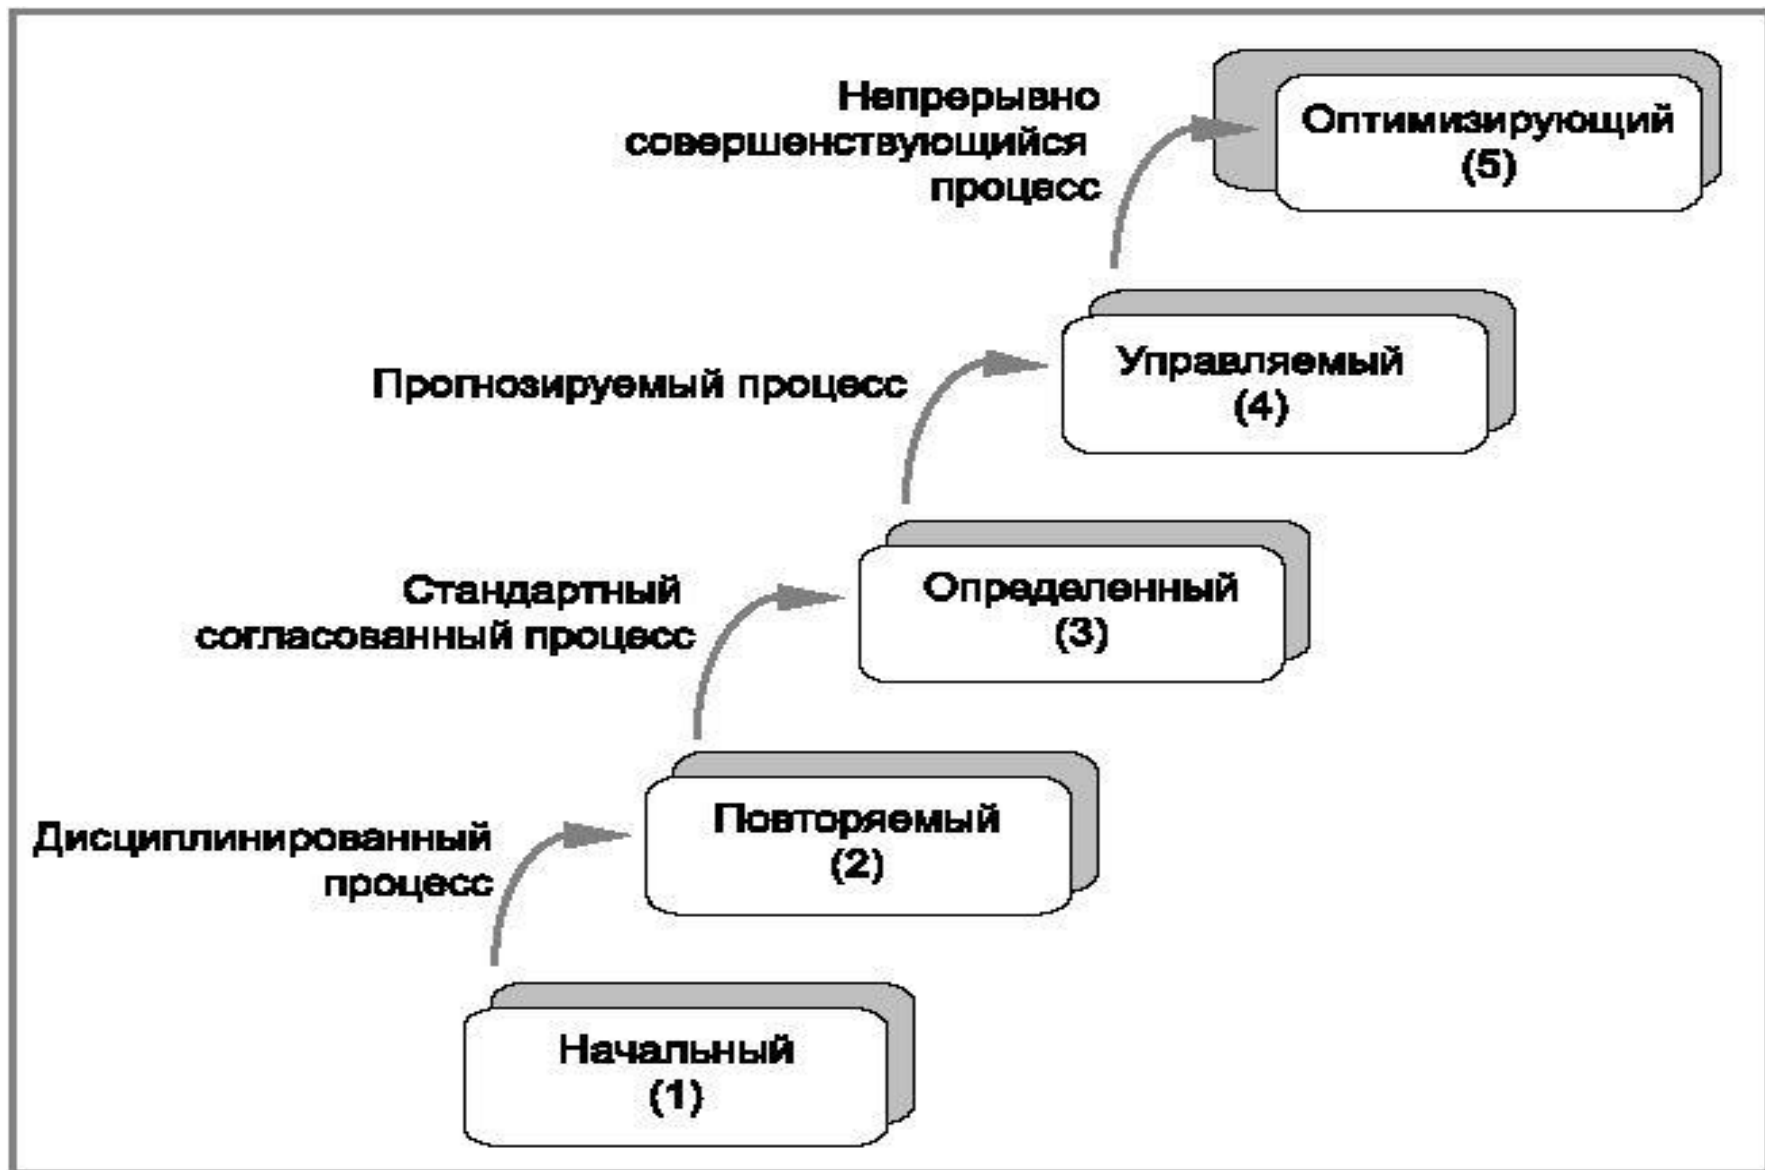 Непрерывно
совершенствующийся
процесс
Оптимизирующий
(5)
Прогнозируемый процесс
Управляемый
(4)
Стандартный
согласованный процесс
Определенный
(3)
Дисциплинированный
процесс
Повторяемый
(2)
Начальный
(1)